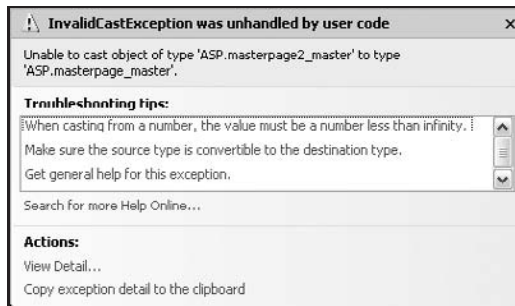 InvalidCastException was unhandled by user code
Unable to cast object of type 'ASP.masterpage2_master' to type
'ASP.masterpage_master'.
Troubleshooting tips:
When casting from a number, the value must be a number less than infinity.
Make sure the source type is convertible to the destination type.
Get general help for this exception.
Search for more Help Online...
Actions:
View Detail...
Copy exception detail to the clipboard